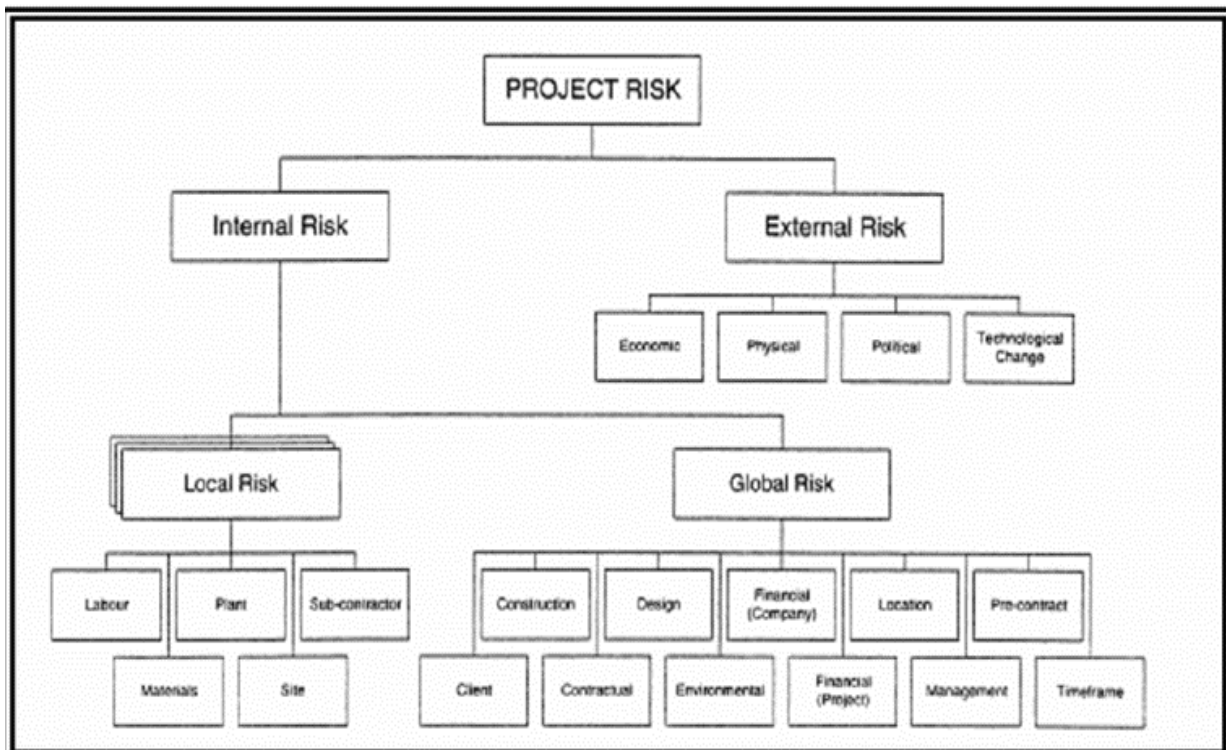 PROJECT RISK
Internal Risk
External Risk
Economic
Physical
Political
Technological
Change
Local Risk
Global Risk
Labour
Plant
Sub-contractor
Construction
Design
Financial
(Company)
Location
Pre-contract
Materials
Site
Client
Contractual
Environmental
Financial
(Project)
Management
Timeframe